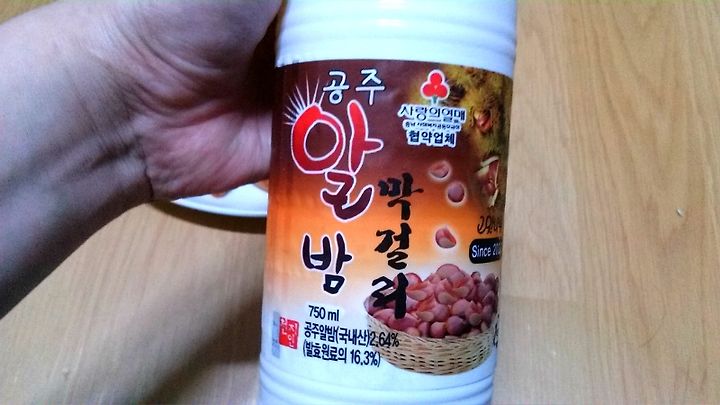 공주
알밤
막걸리
사랑의열매
협약업체
Since
750 ml
공주알밤(국내산)2.64%
(발효원료의 16.3%)